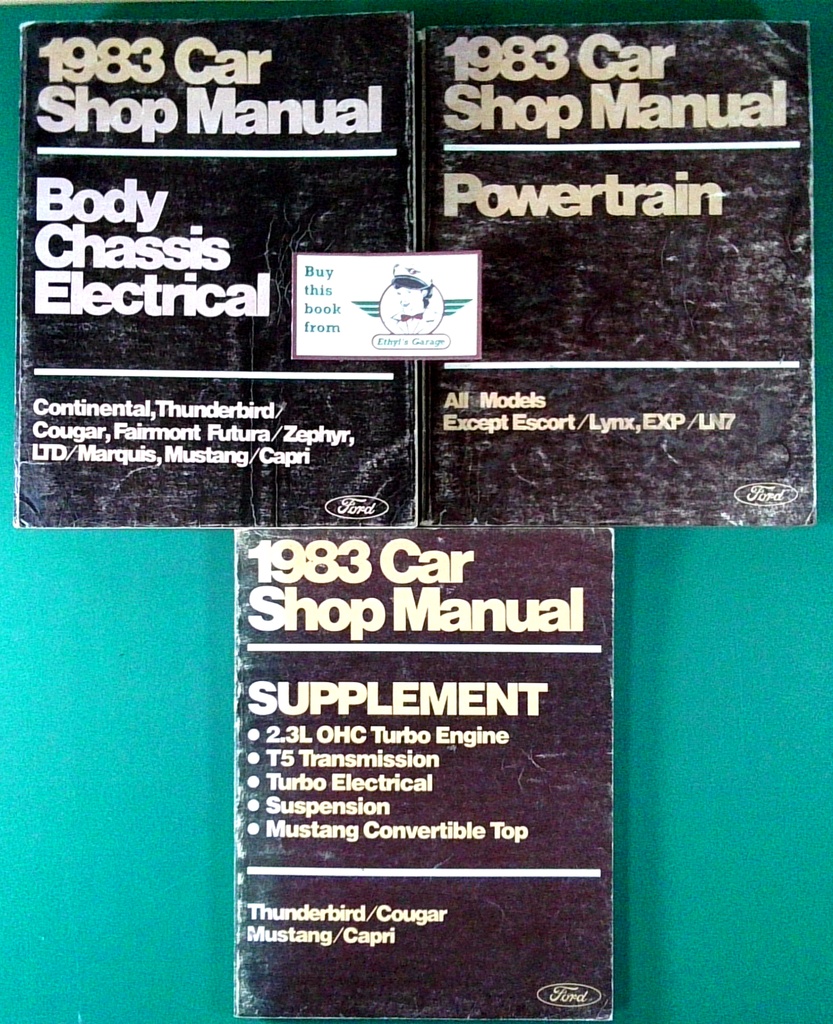 1983 Car
Shop Manual
Body
Chassis
Electrical
Continental, Thunderbird/
Cougar, Fairmont Futura/Zephyr,
LTD/Marquis, Mustang/Capri
Ford
1983 Car
Shop Manual
Powertrain
All Models
Except Escort/Lynx, EXP/LN7
Ford
Buy
this
book
from
Ethyl's Garage
1983 Car
Shop Manual
SUPPLEMENT
• 2.3L OHC Turbo Engine
• T5 Transmission
• Turbo Electrical
• Suspension
• Mustang Convertible Top
Thunderbird/Cougar
Mustang/Capri
Ford